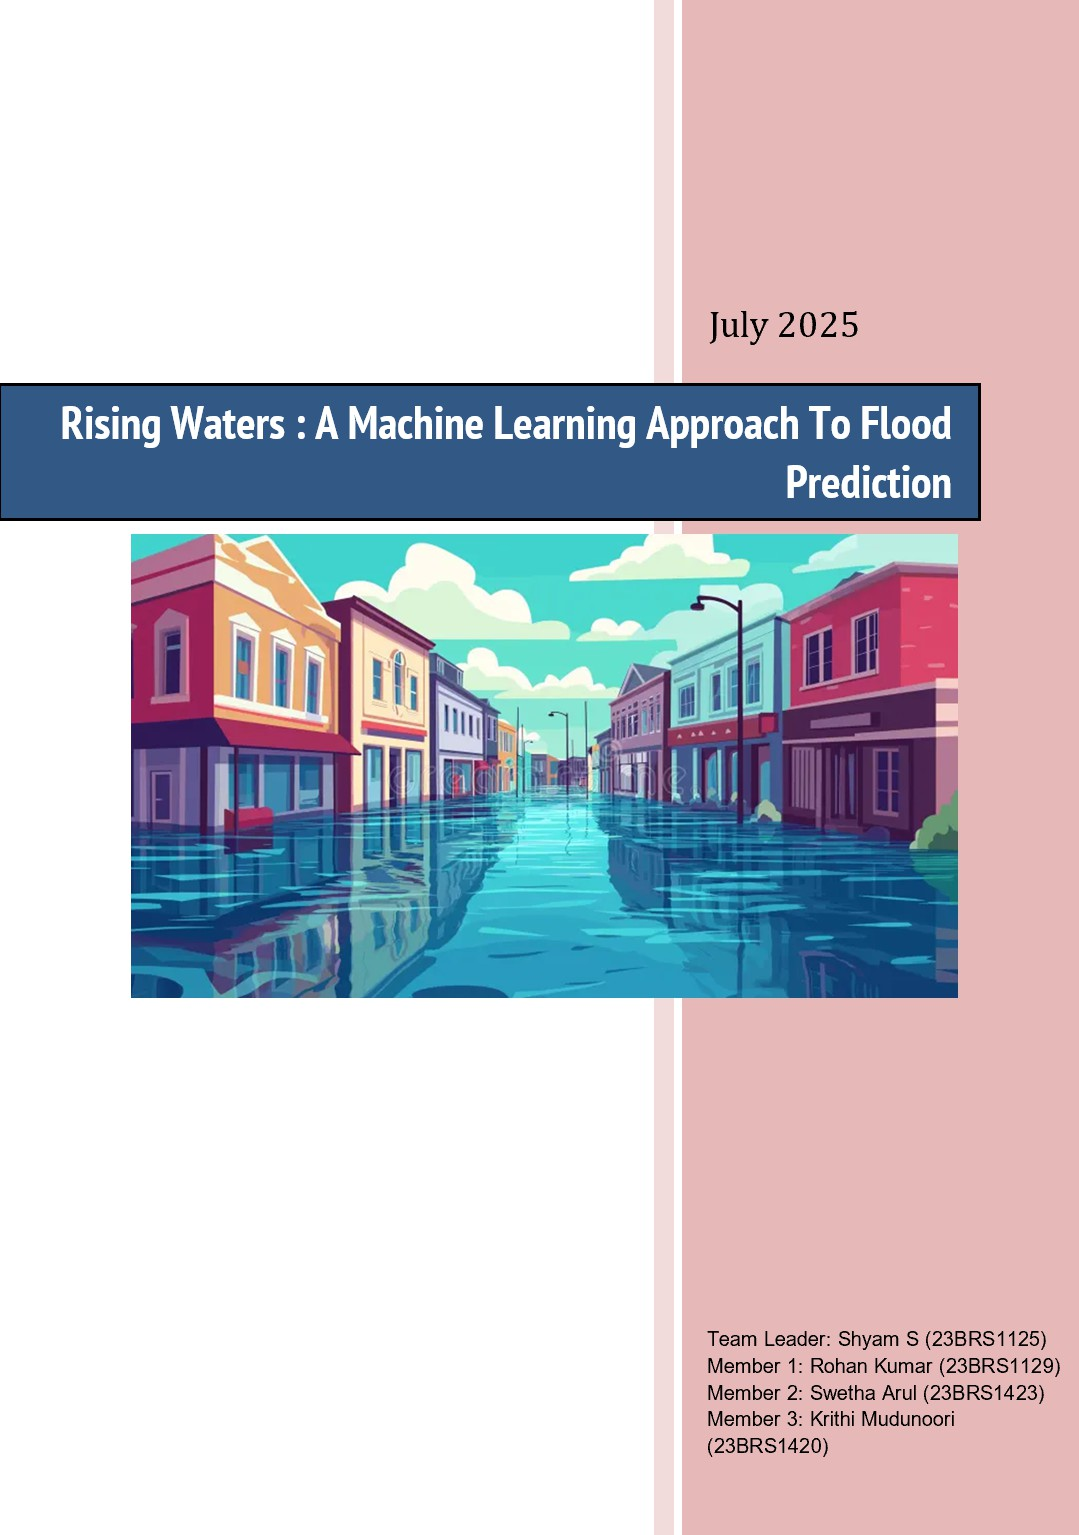 July 2025
Rising Waters : A Machine Learning Approach To Flood
Prediction
dreamstime
Team Leader: Shyam S (23BRS1125)
Member 1: Rohan Kumar (23BRS1129)
Member 2: Swetha Arul (23BRS1423)
Member 3: Krithi Mudunoori
(23BRS1420)